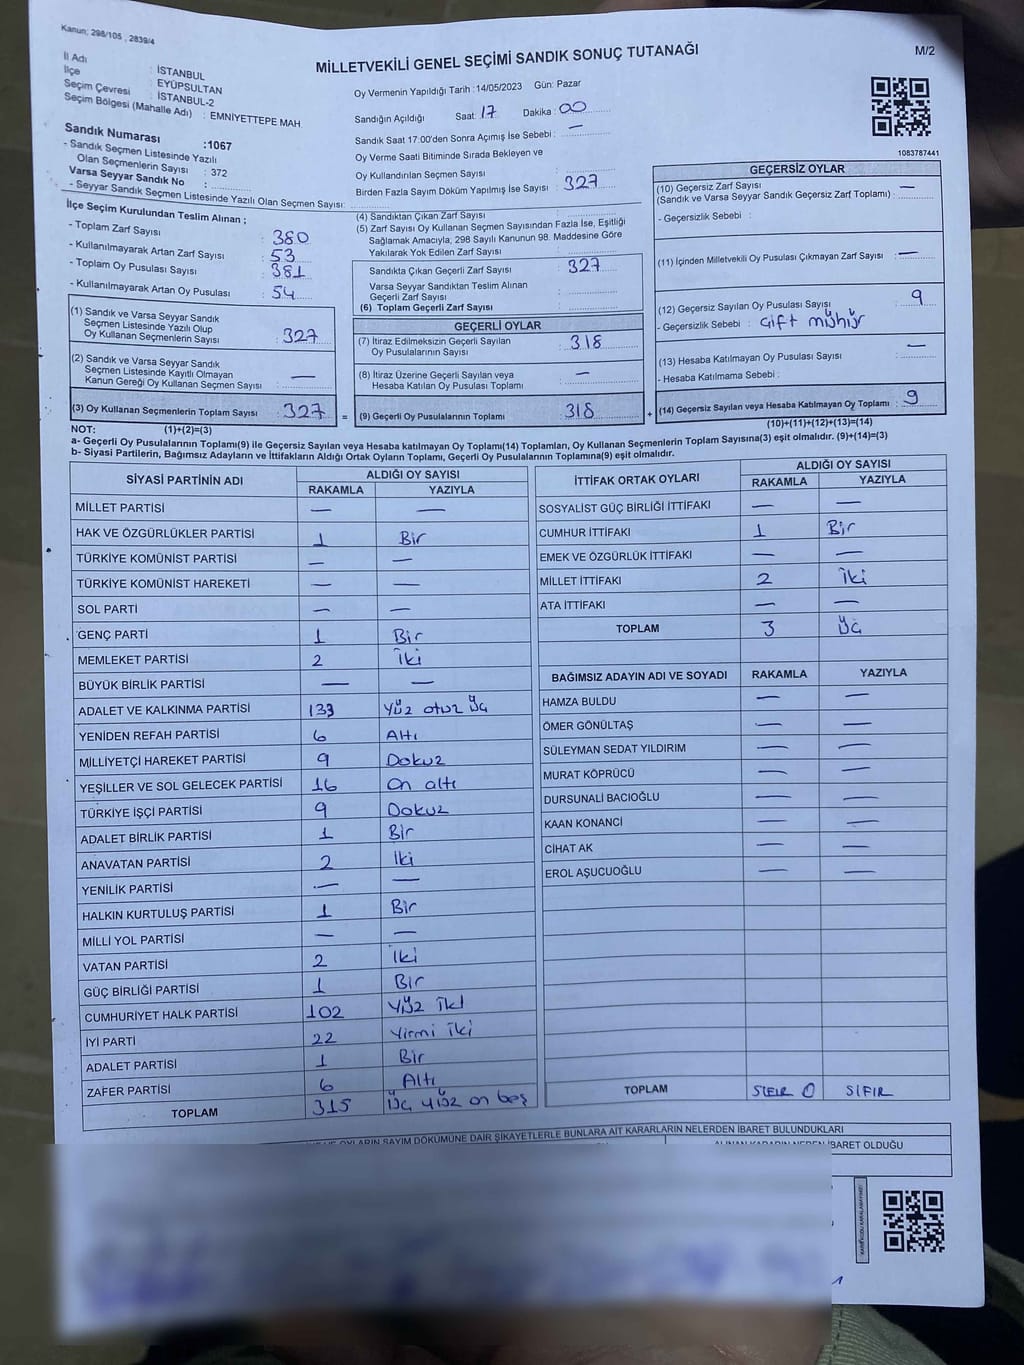 Kanun; 298/105 , 2839/4
MİLLETVEKİLİ GENEL SEÇİMİ SANDIK SONUÇ TUTANAĞI
M/2
İl Adı : İSTANBUL
İlçe : EYÜPSULTAN
Seçim Çevresi : İSTANBUL-2
Seçim Bölgesi (Mahalle Adı) : EMNİYETTEPE MAH
Sandık Numarası :1067
- Sandık Seçmen Listesinde Yazılı
Olan Seçmenlerin Sayısı : 372
Varsa Seyyar Sandık No :
- Seyyar Sandık Seçmen Listesinde Yazılı Olan Seçmen Sayısı:
İlçe Seçim Kurulundan Teslim Alınan ;
- Toplam Zarf Sayısı : 380
- Kullanılmayarak Artan Zarf Sayısı : 53
- Toplam Oy Pusulası Sayısı : 381
- Kullanılmayarak Artan Oy Pusulası : 54
Oy Vermenin Yapıldığı Tarih :14/05/2023 Gün: Pazar
Sandığın Açıldığı Saat: 17 Dakika : 00
Sandık Saat 17:00'den Sonra Açımış İse Sebebi : —
Oy Verme Saati Bitiminde Sırada Bekleyen ve
Oy Kullandırılan Seçmen Sayısı
Birden Fazla Sayım Döküm Yapılmış İse Sayısı : 327
(4) Sandıktan Çıkan Zarf Sayısı :
(5) Zarf Sayısı Oy Kullanan Seçmen Sayısından Fazla İse, Eşitliği
Sağlamak Amacıyla; 298 Sayılı Kanunun 98. Maddesine Göre
Yakılarak Yok Edilen Zarf Sayısı :
Sandıkta Çıkan Geçerli Zarf Sayısı : 327
Varsa Seyyar Sandıktan Teslim Alınan
Geçerli Zarf Sayısı :
(6) Toplam Geçerli Zarf Sayısı :
1083787441
GEÇERSİZ OYLAR
(10) Geçersiz Zarf Sayısı
(Sandık ve Varsa Seyyar Sandık Geçersiz Zarf Toplamı) : —
- Geçersizlik Sebebi :
(11) İçinden Milletvekili Oy Pusulası Çıkmayan Zarf Sayısı : —
(12) Geçersiz Sayılan Oy Pusulası Sayısı : 9
- Geçersizlik Sebebi : Çift mühür
(13) Hesaba Katılmayan Oy Pusulası Sayısı : —
- Hesaba Katılmama Sebebi :
(14) Geçersiz Sayılan veya Hesaba Katılmayan Oy Toplamı : 9
(10)+(11)+(12)+(13)=(14)
(1) Sandık ve Varsa Seyyar Sandık
Seçmen Listesinde Yazılı Olup
Oy Kullanan Seçmenlerin Sayısı : 327
(2) Sandık ve Varsa Seyyar Sandık
Seçmen Listesinde Kayıtlı Olmayan
Kanun Gereği Oy Kullanan Seçmen Sayısı : —
(3) Oy Kullanan Seçmenlerin Toplam Sayısı : 327 =
GEÇERLİ OYLAR
(7) İtiraz Edilmeksizin Geçerli Sayılan
Oy Pusulalarının Sayısı : 318
(8) İtiraz Üzerine Geçerli Sayılan veya
Hesaba Katılan Oy Pusulası Toplamı : —
(9) Geçerli Oy Pusulalarının Toplamı : 318 +
NOT: (1)+(2)=(3)
a- Geçerli Oy Pusulalarının Toplamı(9) ile Geçersiz Sayılan veya Hesaba katılmayan Oy Toplamı(14) Toplamları, Oy Kullanan Seçmenlerin Toplam Sayısına(3) eşit olmalıdır. (9)+(14)=(3)
b- Siyasi Partilerin, Bağımsız Adayların ve İttifakların Aldığı Ortak Oyların Toplamı, Geçerli Oy Pusulalarının Toplamına(9) eşit olmalıdır.
SİYASİ PARTİNİN ADI ALDIĞI OY SAYISI
RAKAMLA YAZIYLA
MİLLET PARTİSİ — —
HAK VE ÖZGÜRLÜKLER PARTİSİ 1 Bir
TÜRKİYE KOMÜNİST PARTİSİ — —
TÜRKİYE KOMÜNİST HAREKETİ — —
SOL PARTİ — —
GENÇ PARTİ 1 Bir
MEMLEKET PARTİSİ 2 İki
BÜYÜK BİRLİK PARTİSİ — —
ADALET VE KALKINMA PARTİSİ 133 Yüz otuz üç
YENİDEN REFAH PARTİSİ 6 Altı
MİLLİYETÇİ HAREKET PARTİSİ 9 Dokuz
YEŞİLLER VE SOL GELECEK PARTİSİ 16 On altı
TÜRKİYE İŞÇİ PARTİSİ 9 Dokuz
ADALET BİRLİK PARTİSİ 1 Bir
ANAVATAN PARTİSİ 2 İki
YENİLİK PARTİSİ — —
HALKIN KURTULUŞ PARTİSİ 1 Bir
MİLLİ YOL PARTİSİ — —
VATAN PARTİSİ 2 İki
GÜÇ BİRLİĞİ PARTİSİ 1 Bir
CUMHURİYET HALK PARTİSİ 102 Yüz iki
İYİ PARTİ 22 Yirmi iki
ADALET PARTİSİ 1 Bir
ZAFER PARTİSİ 6 Altı
TOPLAM 315 Üç yüz on beş
İTTİFAK ORTAK OYLARI ALDIĞI OY SAYISI
RAKAMLA YAZIYLA
SOSYALİST GÜÇ BİRLİĞİ İTTİFAKI — —
CUMHUR İTTİFAKI 1 Bir
EMEK VE ÖZGÜRLÜK İTTİFAKI — —
MİLLET İTTİFAKI 2 İki
ATA İTTİFAKI — —
TOPLAM 3 Üç
BAĞIMSIZ ADAYIN ADI VE SOYADI RAKAMLA YAZIYLA
HAMZA BULDU — —
ÖMER GÖNÜLTAŞ — —
SÜLEYMAN SEDAT YILDIRIM — —
MURAT KÖPRÜCÜ — —
DURSUNALİ BACIOĞLU — —
KAAN KONANCİ — —
CİHAT AK — —
EROL AŞUCUOĞLU — —
TOPLAM SIFIR 0 SIFIR
OYLARIN SAYIM DÖKÜMÜNE DAİR ŞİKAYETLERLE BUNLARA AİT KARARLARIN NELERDEN İBARET BULUNDUKLARI
ALINAN KARARIN NEDEN İBARET OLDUĞU